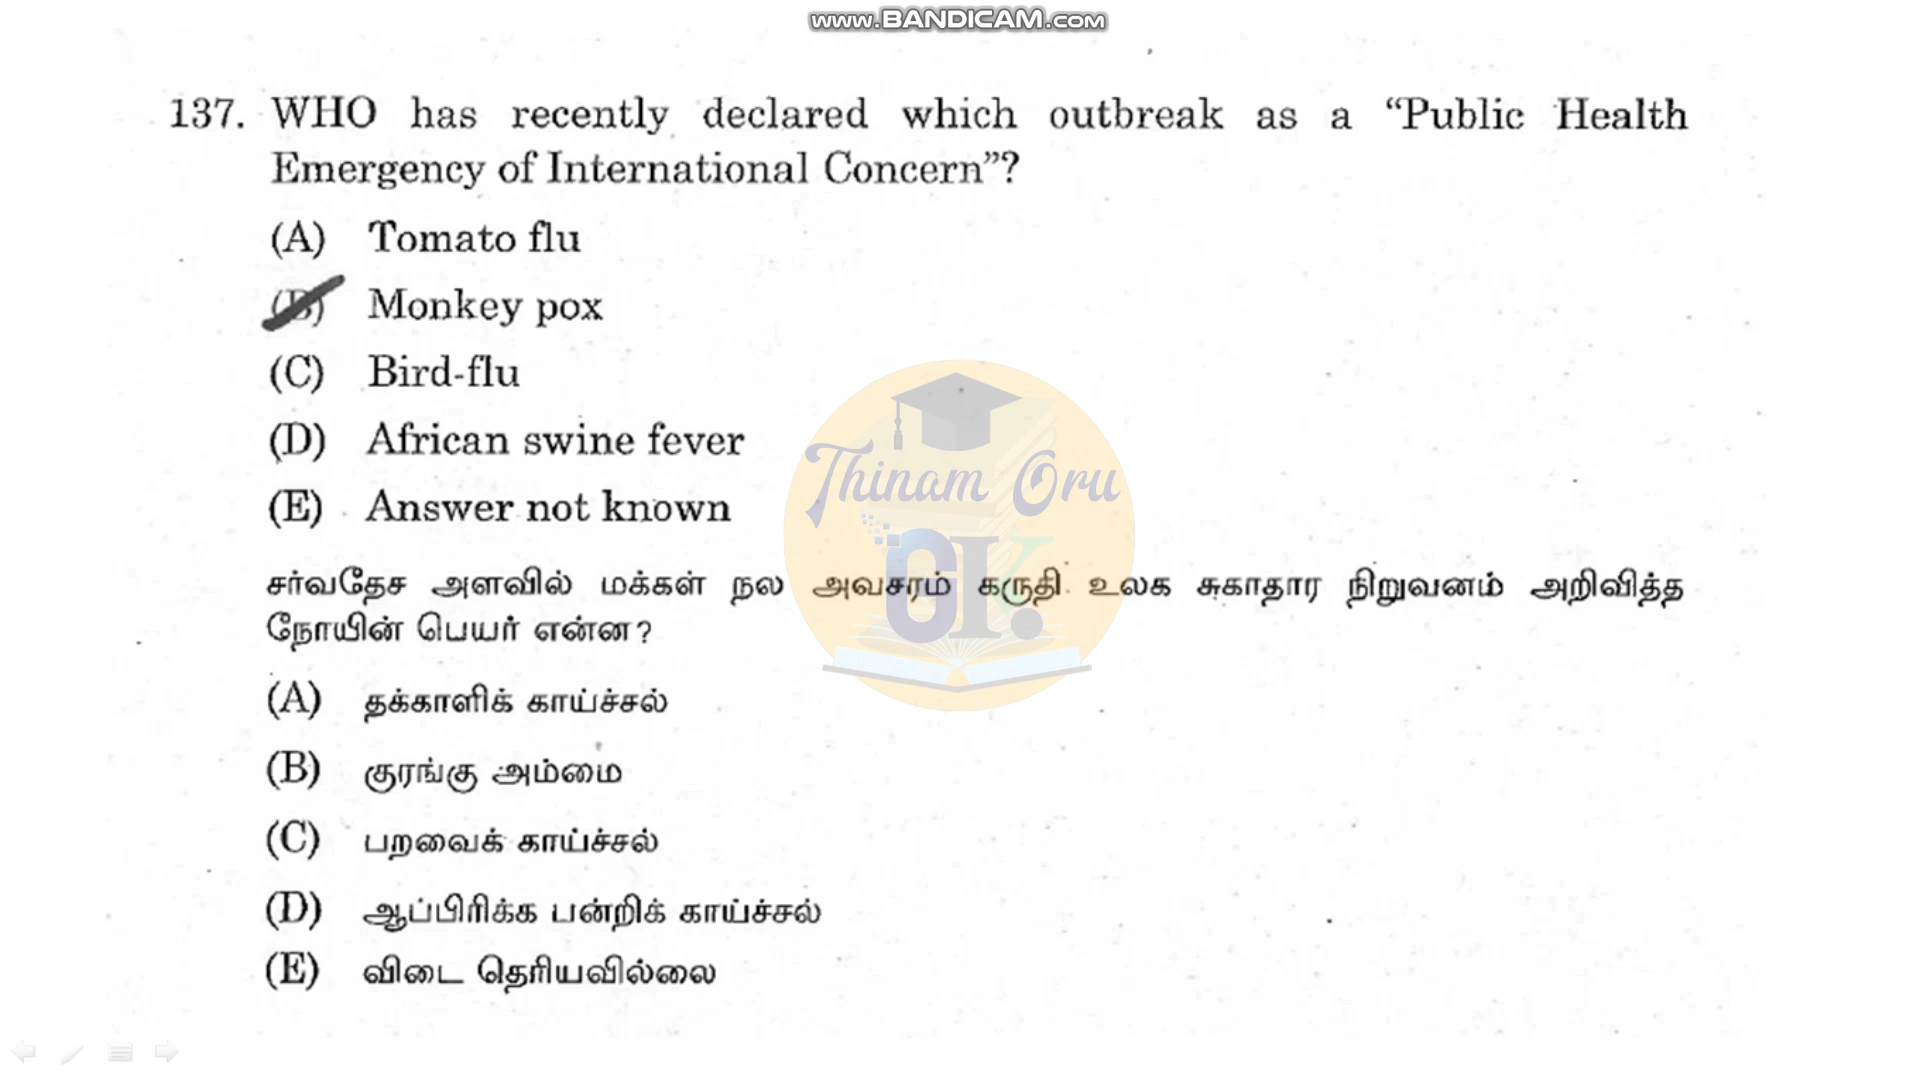 www.BANDICAM.com
137. WHO has recently declared which outbreak as a “Public Health
Emergency of International Concern”?
(A) Tomato flu
(B) Monkey pox
(C) Bird-flu
(D) African swine fever
(E) Answer not known
Thinam Oru
GK.
சர்வதேச அளவில் மக்கள் நல அவசரம் கருதி உலக சுகாதார நிறுவனம் அறிவித்த
நோயின் பெயர் என்ன?
(A) தக்காளிக் காய்ச்சல்
(B) குரங்கு அம்மை
(C) பறவைக் காய்ச்சல்
(D) ஆப்பிரிக்க பன்றிக் காய்ச்சல்
(E) விடை தெரியவில்லை